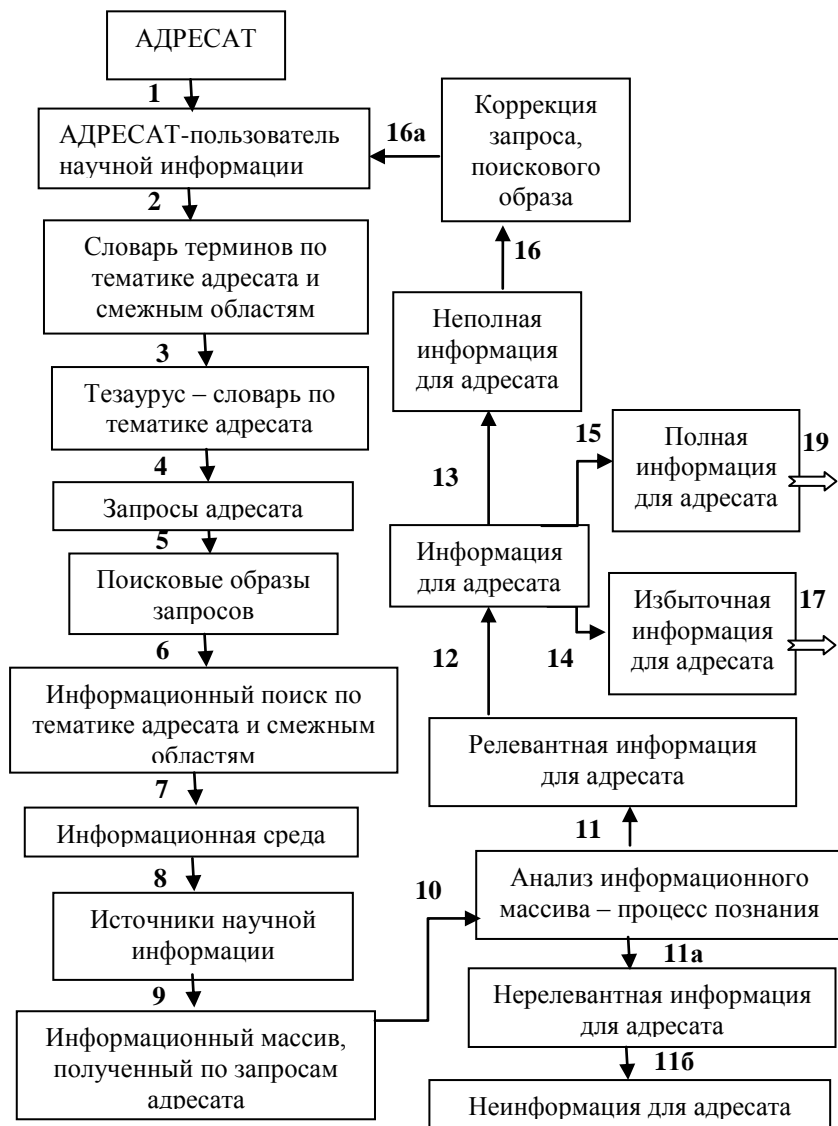 АДРЕСАТ
1
АДРЕСАТ-пользователь
научной информации
2
Словарь терминов по
тематике адресата и
смежным областям
3
Тезаурус – словарь по
тематике адресата
4
Запросы адресата
5
Поисковые образы
запросов
6
Информационный поиск по
тематике адресата и смежным
областям
7
Информационная среда
8
Источники научной
информации
9
Информационный массив,
полученный по запросам
адресата
10
Анализ информационного
массива – процесс познания
11а
Нерелевантная информация
для адресата
11б
Неинформация для адресата
11
Релевантная информация
для адресата
12
Информация
для адресата
13
Неполная
информация
для адресата
14
Избыточная
информация
для адресата
17
15
Полная
информация
для адресата
19
16
Коррекция
запроса,
поискового
образа
16а